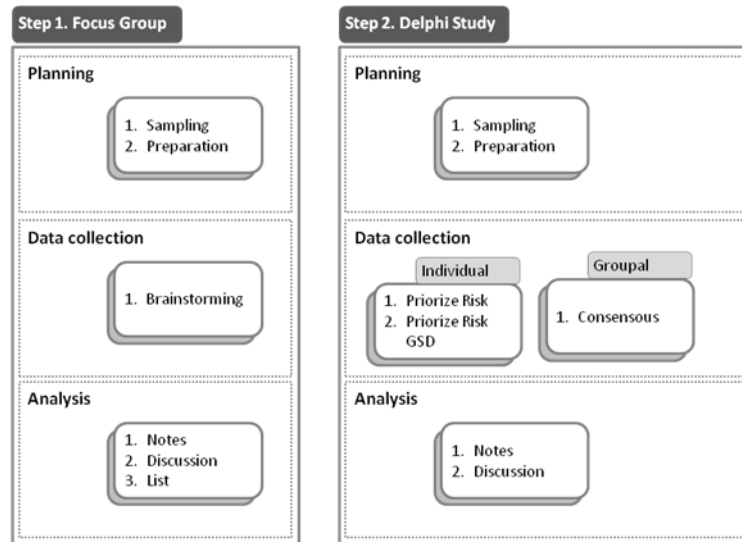 Step 1. Focus Group
Planning
1. Sampling
2. Preparation
Data collection
1. Brainstorming
Analysis
1. Notes
2. Discussion
3. List
Step 2. Delphi Study
Planning
1. Sampling
2. Preparation
Data collection
Individual
1. Priorize Risk
2. Priorize Risk
GSD
Groupal
1. Consensous
Analysis
1. Notes
2. Discussion